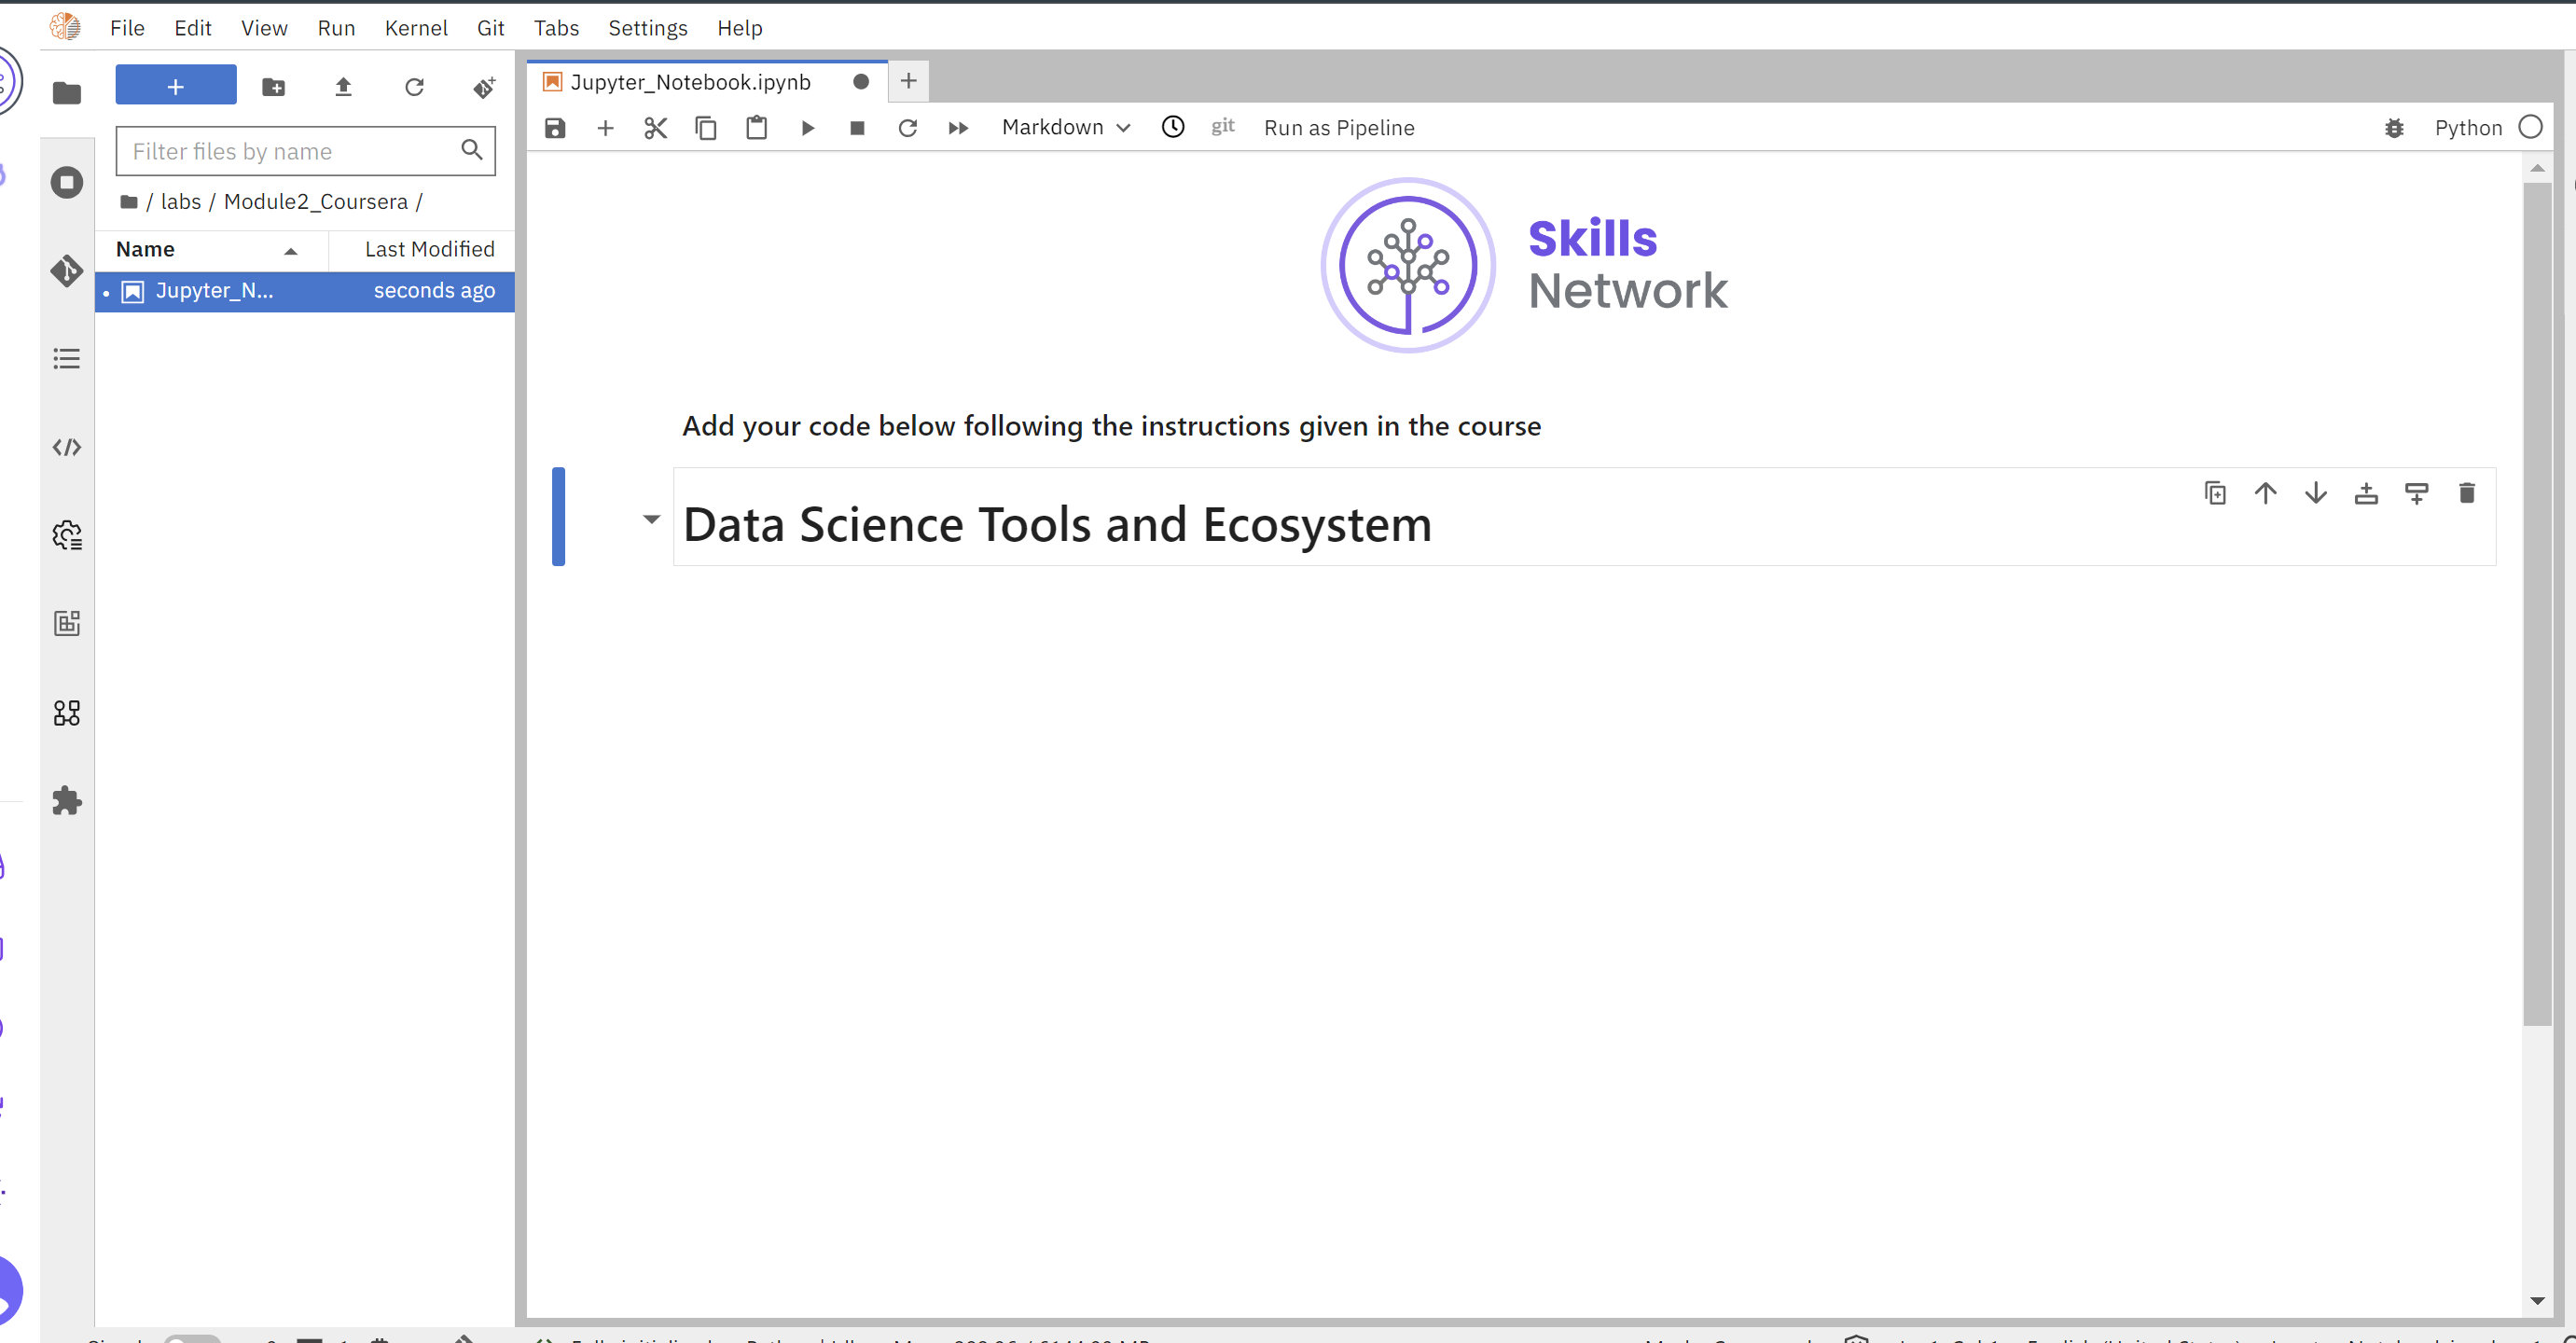 File Edit View Run Kernel Git Tabs Settings Help
Jupyter_Notebook.ipynb
Filter files by name
Markdown git Run as Pipeline Python
/ labs / Module2_Coursera /
Name Last Modified
Jupyter_N... seconds ago
Skills
Network
Add your code below following the instructions given in the course
Data Science Tools and Ecosystem